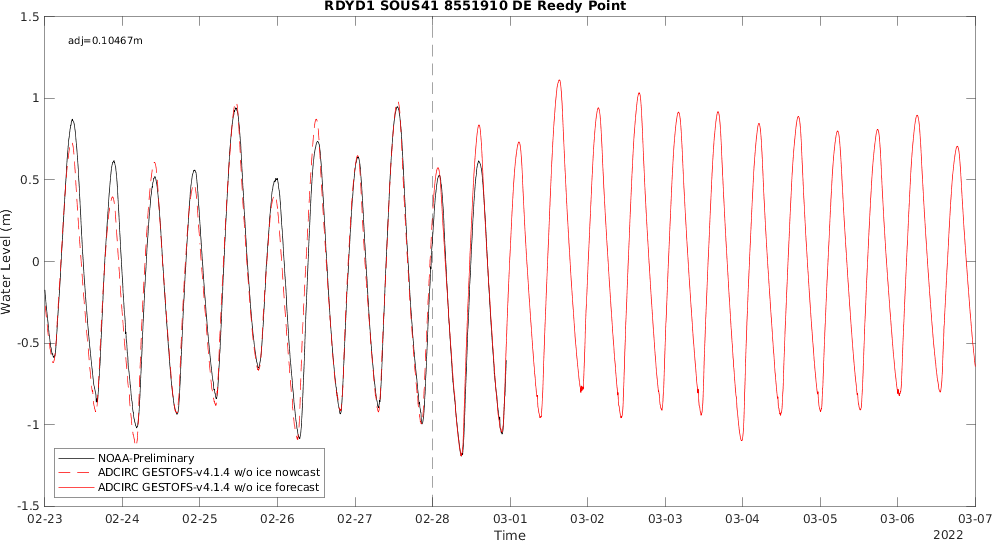 RDYD1 SOUS41 8551910 DE Reedy Point
adj=0.10467m
1.5
1
0.5
0
-0.5
-1
-1.5
Water Level (m)
NOAA-Preliminary
ADCIRC GESTOFS-v4.1.4 w/o ice nowcast
ADCIRC GESTOFS-v4.1.4 w/o ice forecast
02-23 02-24 02-25 02-26 02-27 02-28 03-01 03-02 03-03 03-04 03-05 03-06 03-07
Time
2022